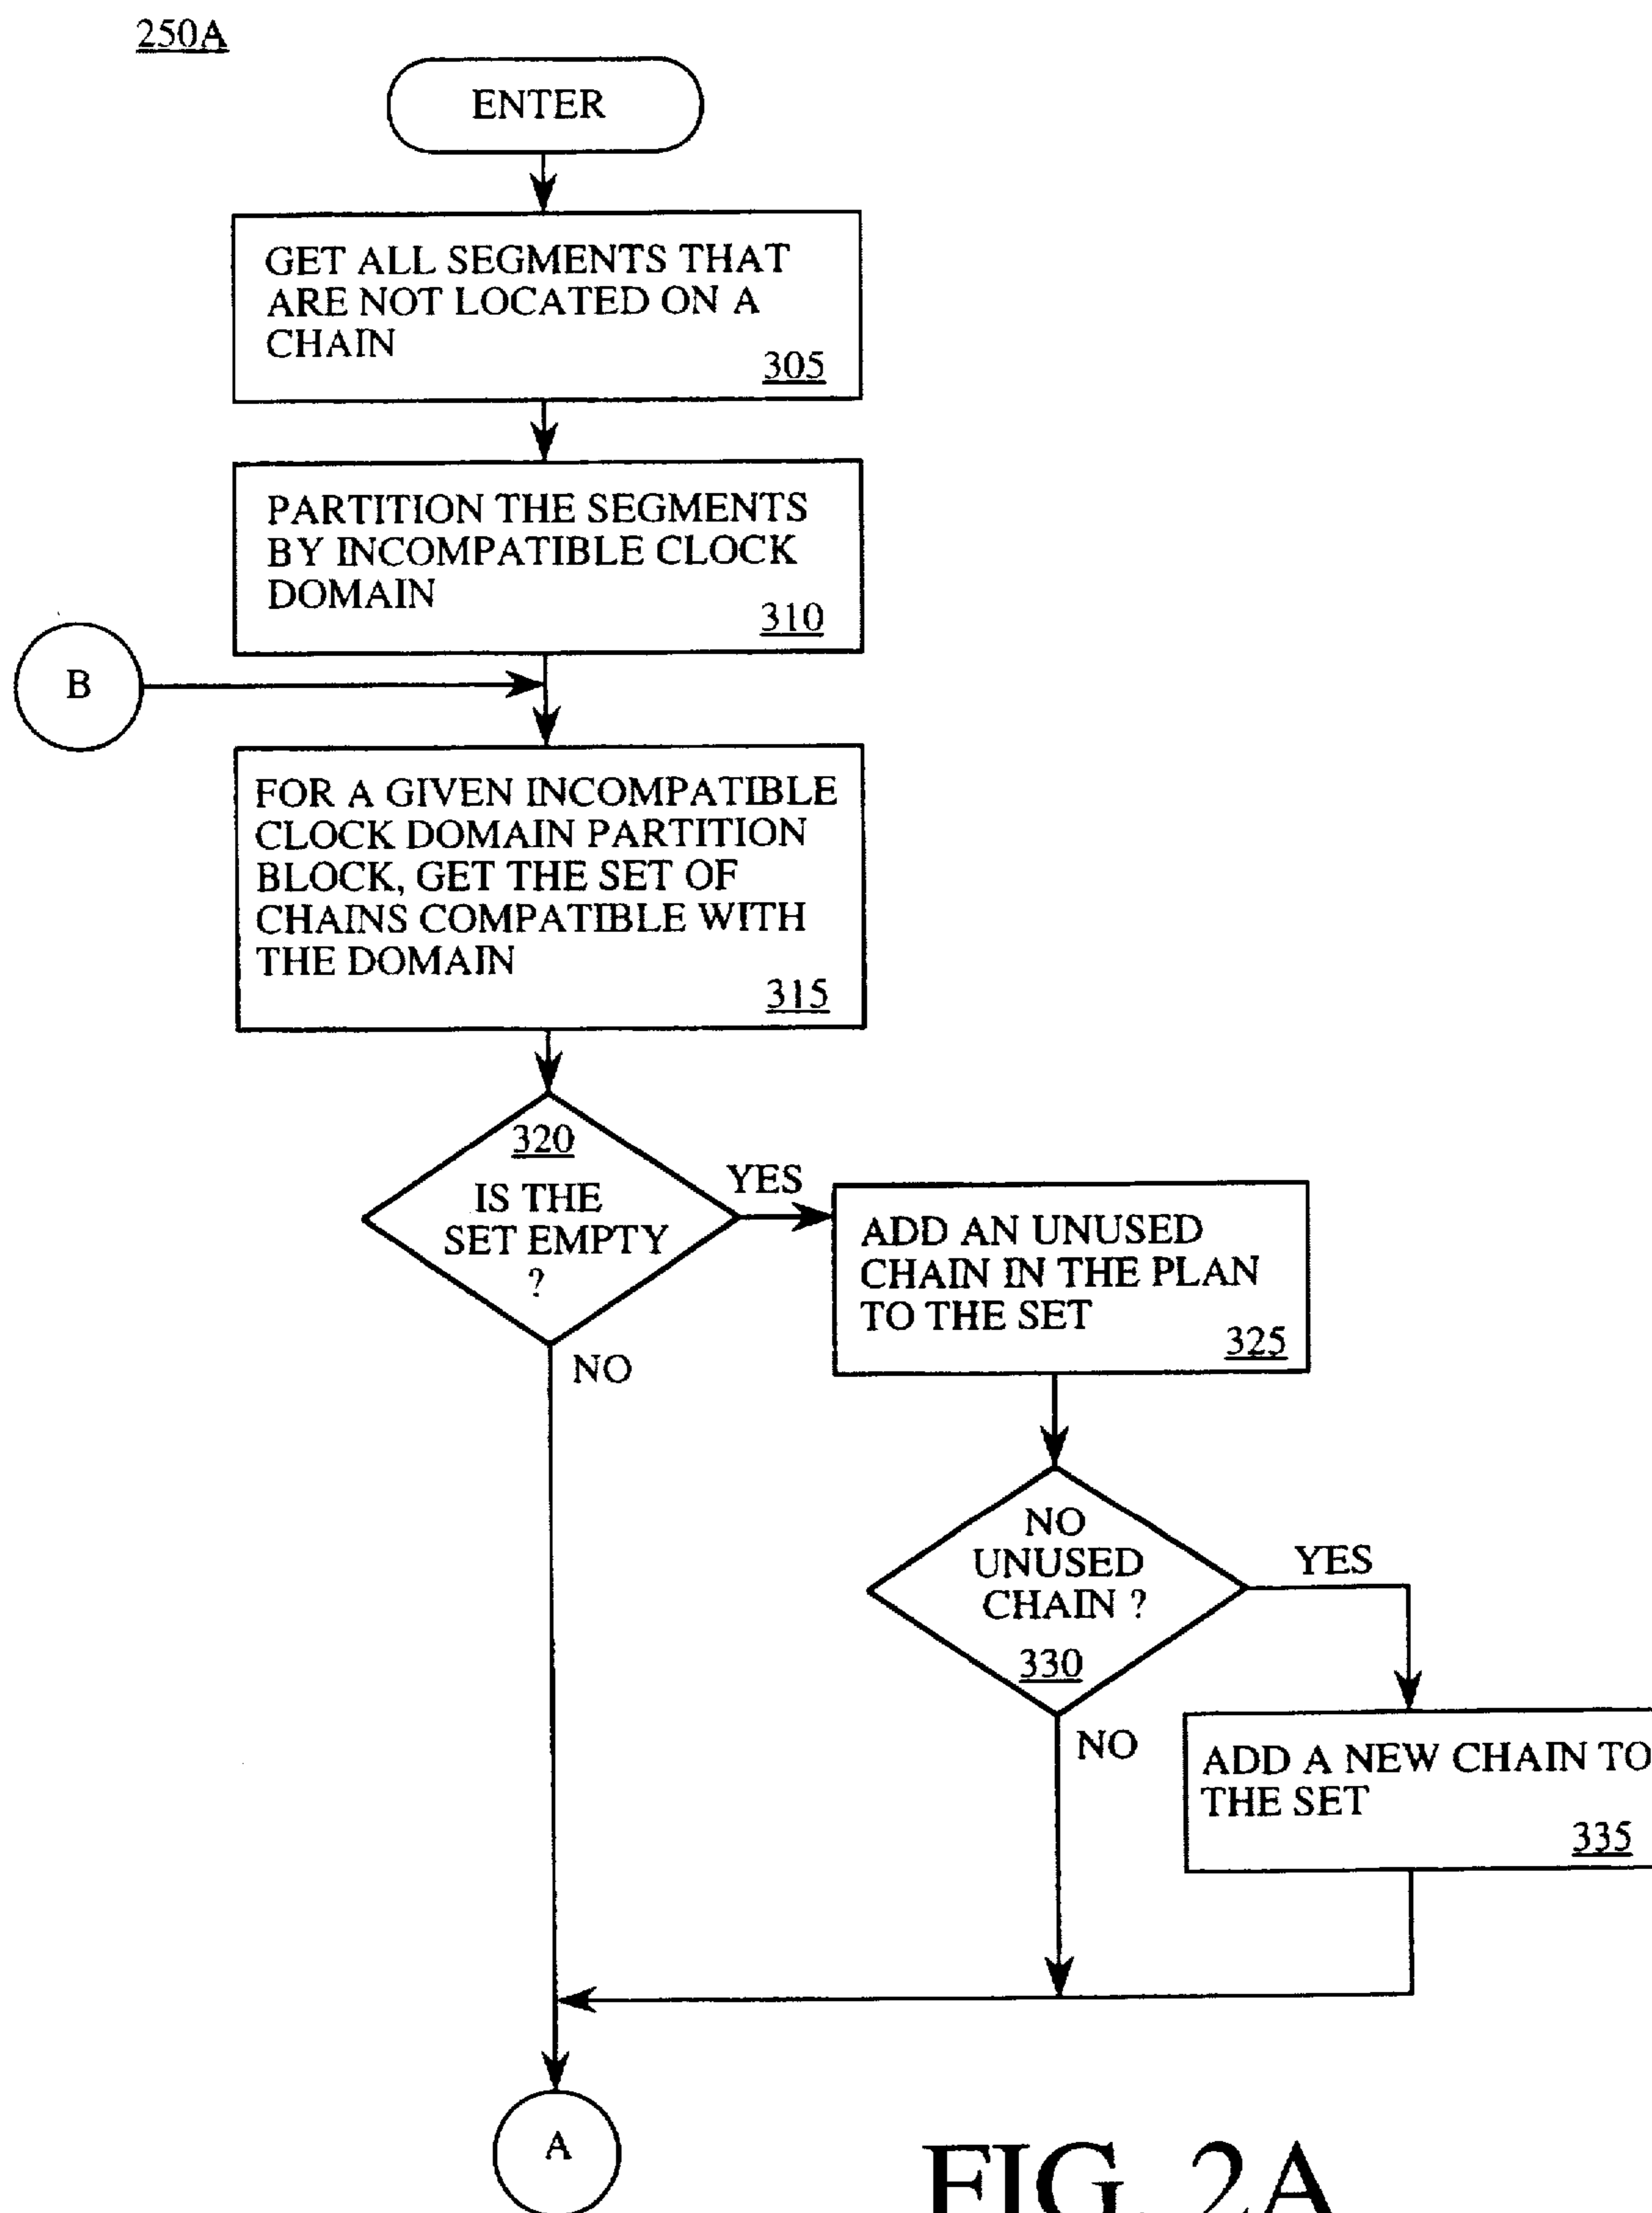 250A
ENTER
GET ALL SEGMENTS THAT
ARE NOT LOCATED ON A
CHAIN
305
PARTITION THE SEGMENTS
BY INCOMPATIBLE CLOCK
DOMAIN
310
B
FOR A GIVEN INCOMPATIBLE
CLOCK DOMAIN PARTITION
BLOCK, GET THE SET OF
CHAINS COMPATIBLE WITH
THE DOMAIN
315
320
IS THE
SET EMPTY
?
YES
NO
ADD AN UNUSED
CHAIN IN THE PLAN
TO THE SET
325
NO
UNUSED
CHAIN ?
330
YES
NO
ADD A NEW CHAIN TO
THE SET
335
A
FIG. 2A